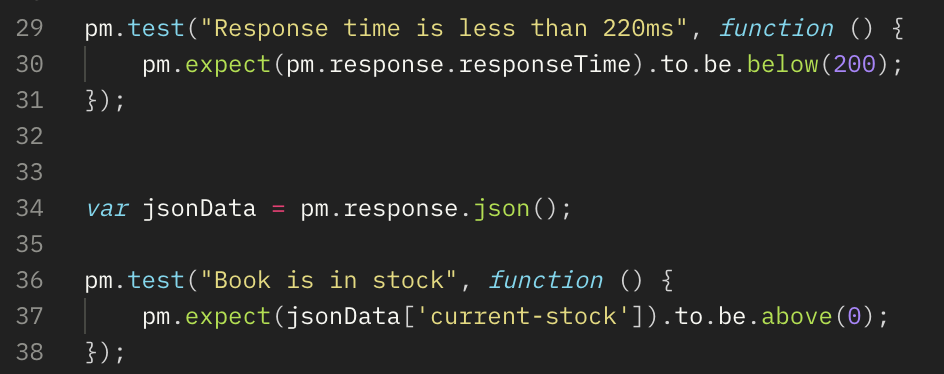 29 pm.test("Response time is less than 220ms", function () {
30     pm.expect(pm.response.responseTime).to.be.below(200);
31 });
32
33
34 var jsonData = pm.response.json();
35
36 pm.test("Book is in stock", function () {
37     pm.expect(jsonData['current-stock']).to.be.above(0);
38 });